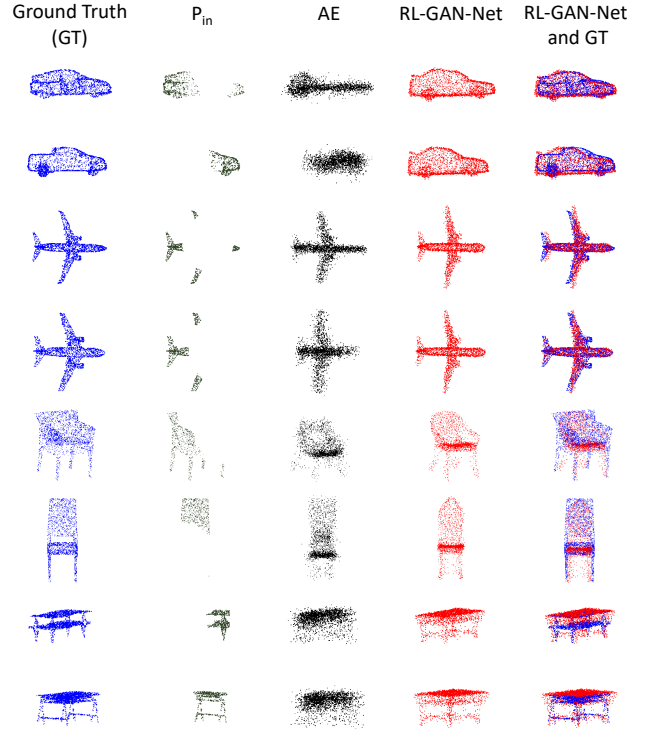 Ground Truth (GT)
P_in
AE
RL-GAN-Net
RL-GAN-Net and GT